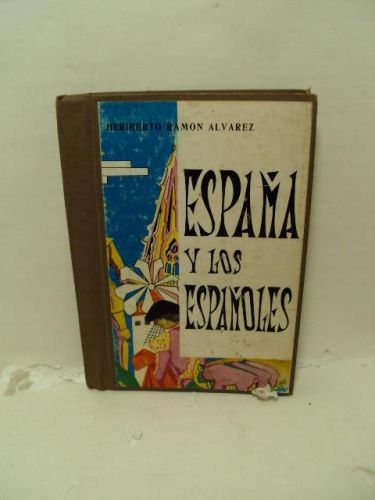 HERIBERTO RAMON ALVAREZ
ESPAÑA
Y LOS
ESPAÑOLES